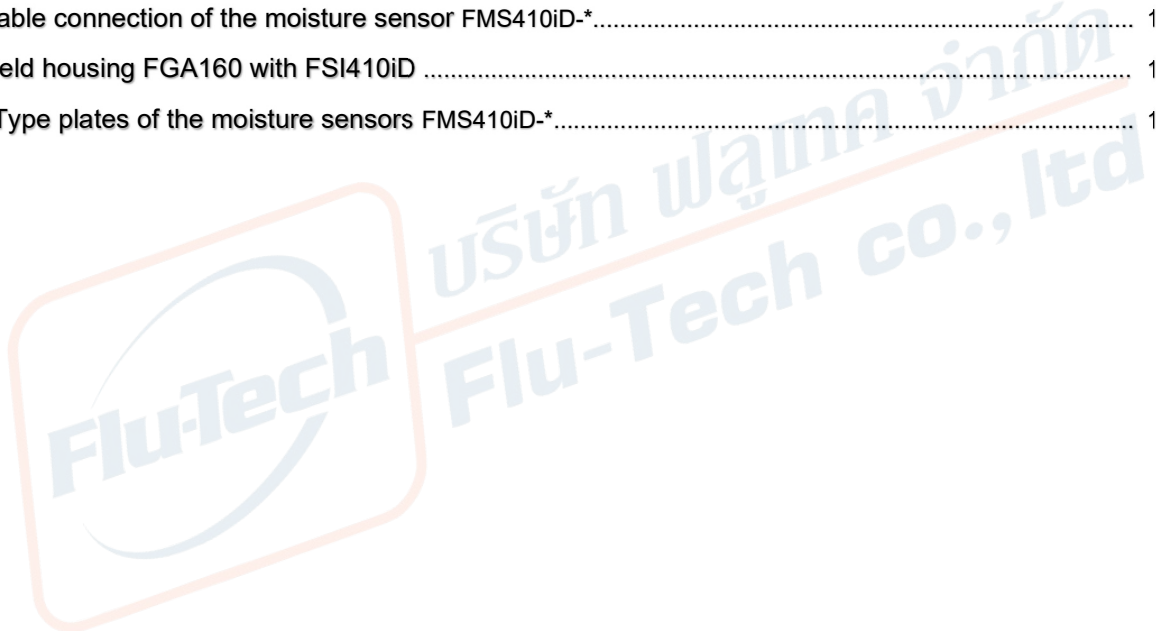 able connection of the moisture sensor FMS410iD-*.......................................................................... 1
eld housing FGA160 with FSI410iD ................................................................................................. 1
Type plates of the moisture sensors FMS410iD-*................................................................................ 1
บริษัท ฟลูเทค จำกัด
Flu-Tech co., ltd
Flu-Tech